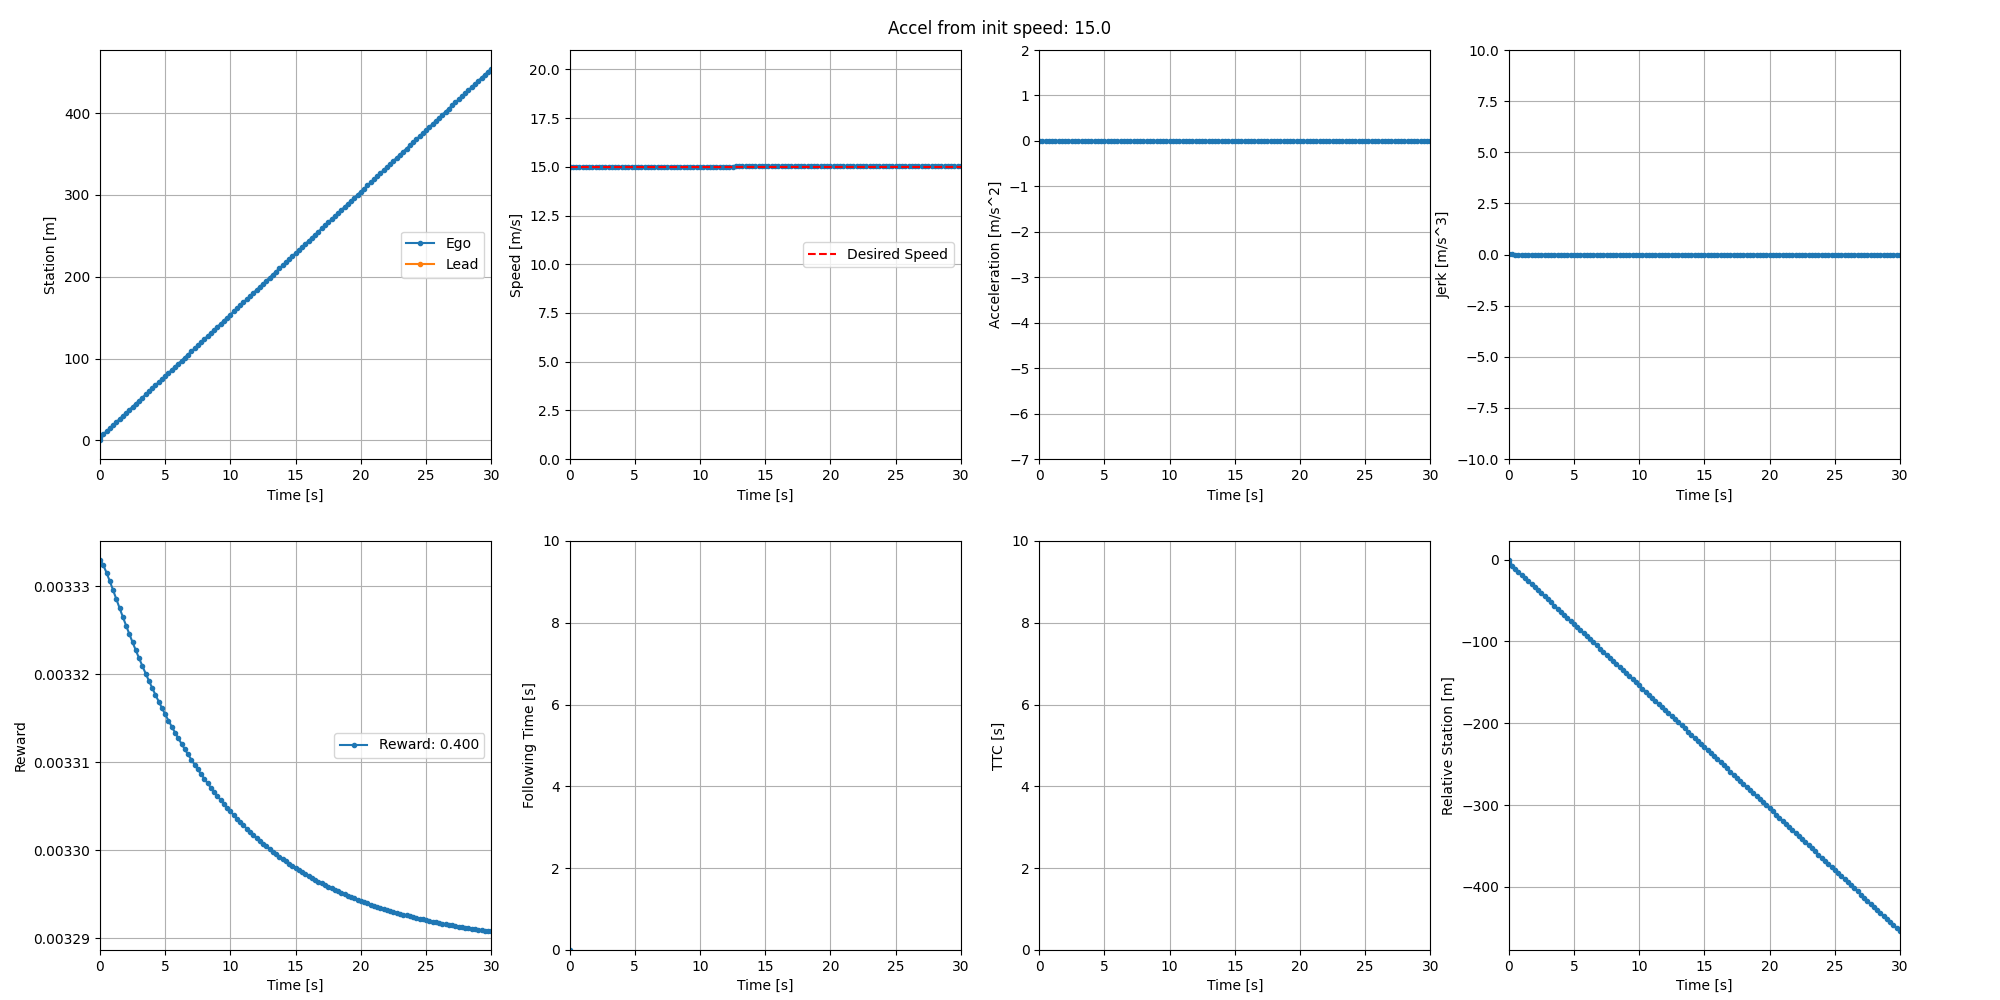 Accel from init speed: 15.0
Station [m]
400
300
200
100
0
0 5 10 15 20 25 30
Time [s]
Ego
Lead
Speed [m/s]
20.0
17.5
15.0
12.5
10.0
7.5
5.0
2.5
0.0
0 5 10 15 20 25 30
Time [s]
Desired Speed
Acceleration [m/s^2]
2
1
0
−1
−2
−3
−4
−5
−6
−7
0 5 10 15 20 25 30
Time [s]
Jerk [m/s^3]
10.0
7.5
5.0
2.5
0.0
−2.5
−5.0
−7.5
−10.0
0 5 10 15 20 25 30
Time [s]
Reward
0.00333
0.00332
0.00331
0.00330
0.00329
0 5 10 15 20 25 30
Time [s]
Reward: 0.400
Following Time [s]
10
8
6
4
2
0
0 5 10 15 20 25 30
Time [s]
TTC [s]
10
8
6
4
2
0
0 5 10 15 20 25 30
Time [s]
Relative Station [m]
0
−100
−200
−300
−400
0 5 10 15 20 25 30
Time [s]